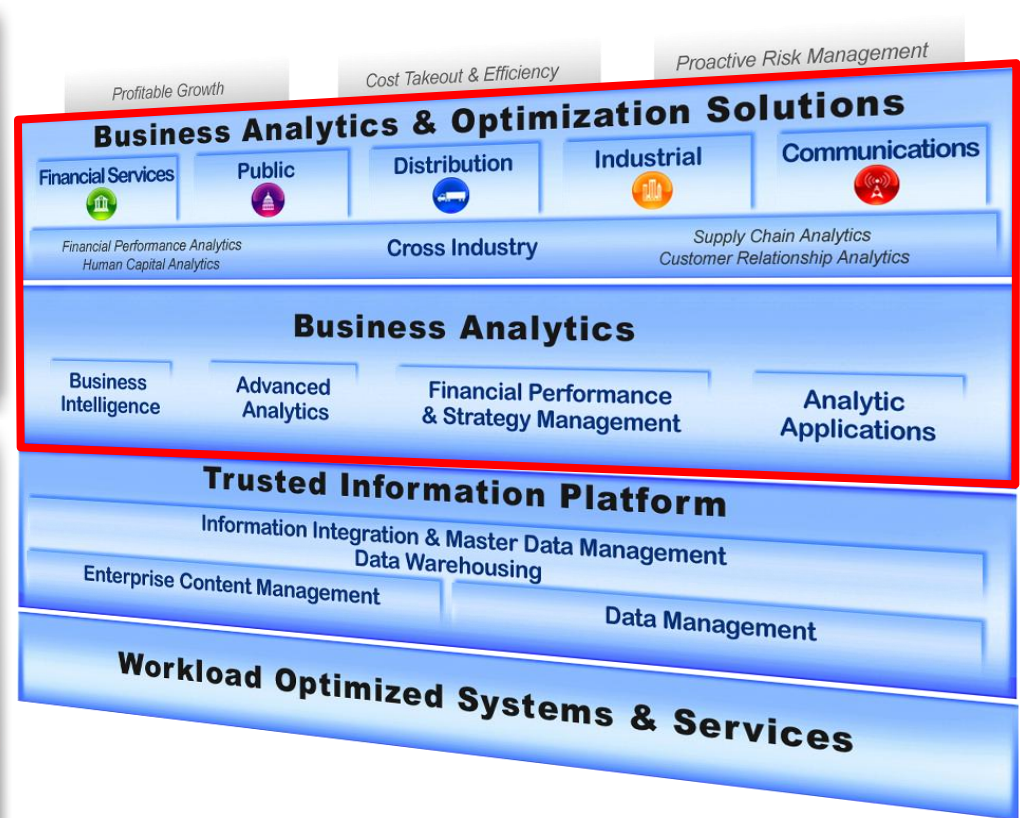 Profitable Growth
Cost Takeout & Efficiency
Proactive Risk Management
Business Analytics & Optimization Solutions
Financial Services
Public
Distribution
Industrial
Communications
Financial Performance Analytics
Human Capital Analytics
Cross Industry
Supply Chain Analytics
Customer Relationship Analytics
Business Analytics
Business
Intelligence
Advanced
Analytics
Financial Performance
& Strategy Management
Analytic
Applications
Trusted Information Platform
Information Integration & Master Data Management
Data Warehousing
Enterprise Content Management
Data Management
Workload Optimized Systems & Services